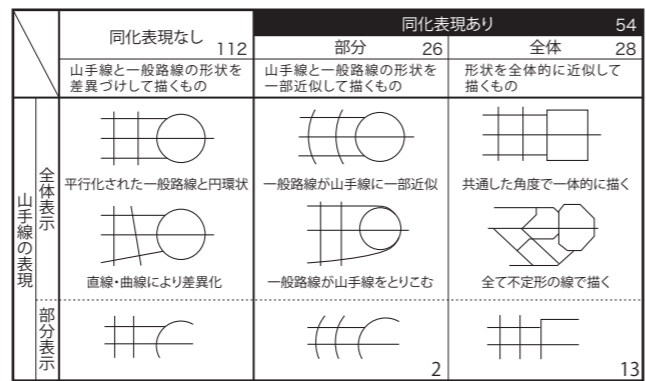 同化表現なし 112
同化表現あり 54
部分 26
全体 28
山手線と一般路線の形状を
差異づけして描くもの
山手線と一般路線の形状を
一部近似して描くもの
形状を全体的に近似して
描くもの
山手線の表現
全体表示
平行化された一般路線と円環状
一般路線が山手線に一部近似
共通した角度で一体的に描く
直線・曲線により差異化
一般路線が山手線をとりこむ
全て不定形の線で描く
部分表示
2
13